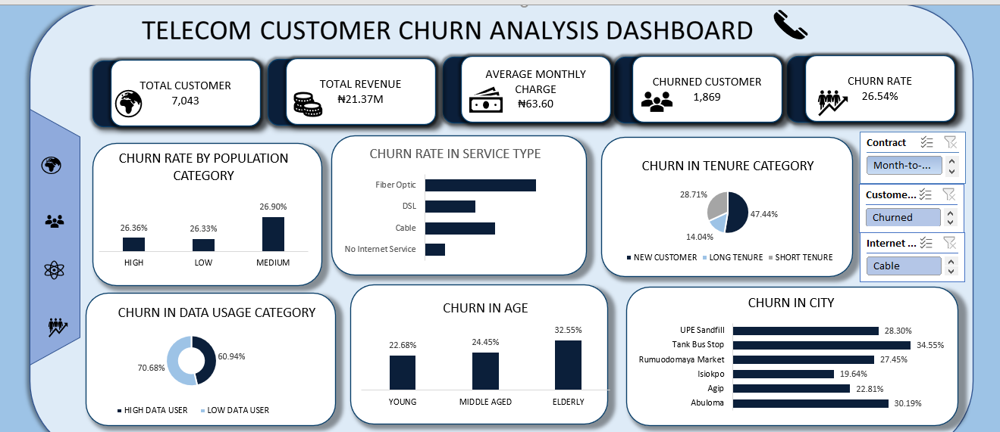 TELECOM CUSTOMER CHURN ANALYSIS DASHBOARD
TOTAL CUSTOMER
7,043
TOTAL REVENUE
₦21.37M
AVERAGE MONTHLY
CHARGE
₦63.60
CHURNED CUSTOMER
1,869
CHURN RATE
26.54%
CHURN RATE BY POPULATION
CATEGORY
26.36%
26.33%
26.90%
HIGH
LOW
MEDIUM
CHURN RATE IN SERVICE TYPE
Fiber Optic
DSL
Cable
No Internet Service
CHURN IN TENURE CATEGORY
28.71%
47.44%
14.04%
NEW CUSTOMER
LONG TENURE
SHORT TENURE
Contract
Month-to-...
Custome...
Churned
Internet ...
Cable
CHURN IN DATA USAGE CATEGORY
60.94%
70.68%
HIGH DATA USER
LOW DATA USER
CHURN IN AGE
22.68%
24.45%
32.55%
YOUNG
MIDDLE AGED
ELDERLY
CHURN IN CITY
UPE Sandfill 28.30%
Tank Bus Stop 34.55%
Rumuodomaya Market 27.45%
Isiokpo 19.64%
Agip 22.81%
Abuloma 30.19%